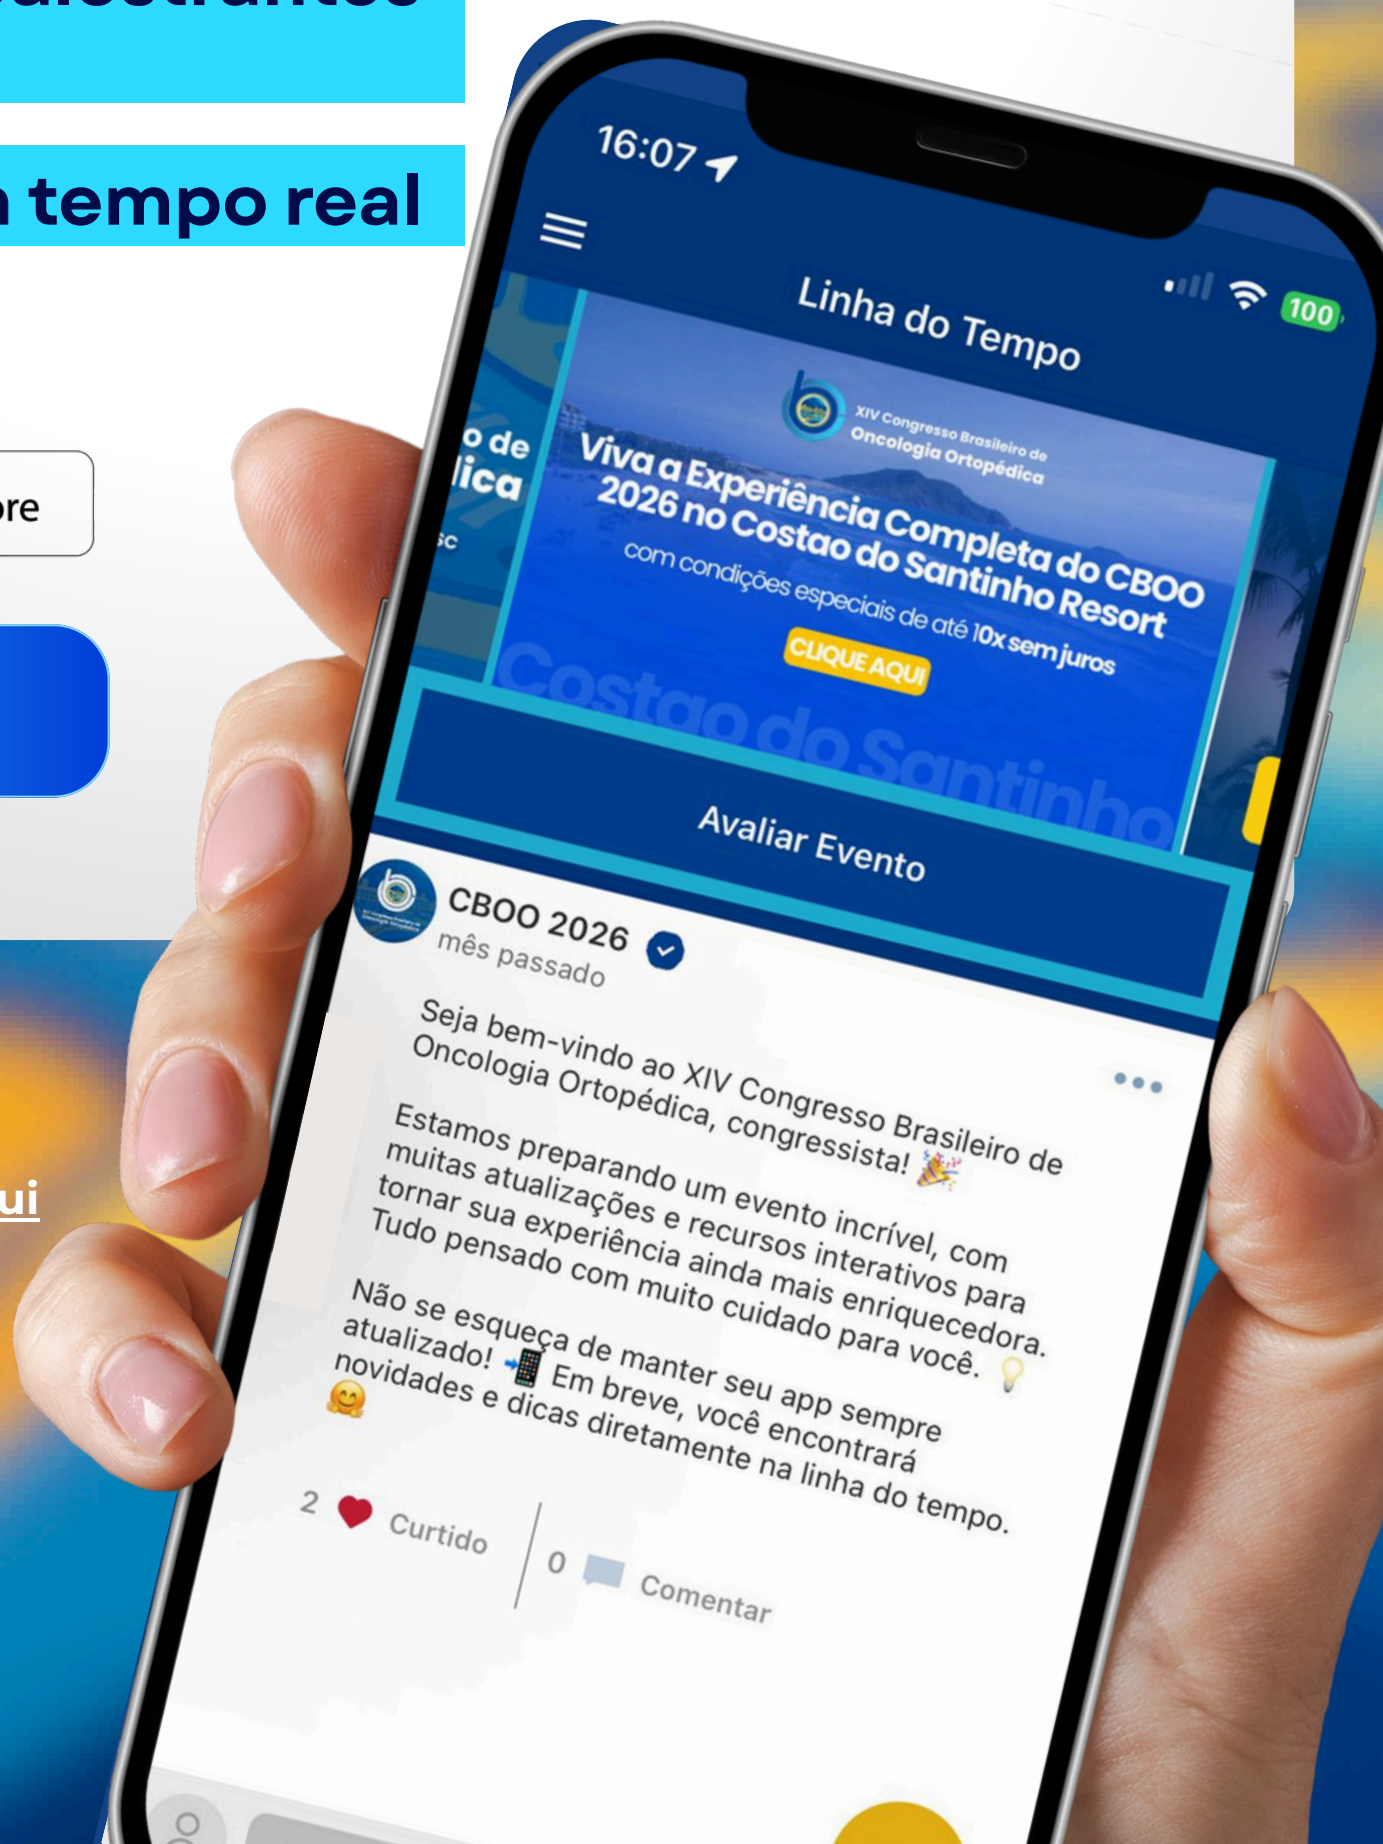 tempo real
16:07
100
Linha do Tempo
o de
sc
XIV Congresso Brasileiro de
Oncologia Ortopédica
Viva a Experiência Completa do CBOO
2026 no Costao do Santinho Resort
com condições especiais de até 10x sem juros
CLIQUE AQUI
Costao do Santinho
Avaliar Evento
CBOO 2026
mês passado
Seja bem-vindo ao XIV Congresso Brasileiro de
Oncologia Ortopédica, congressista! 🎉
Estamos preparando um evento incrível, com
muitas atualizações e recursos interativos para
tornar sua experiência ainda mais enriquecedora.
Tudo pensado com muito cuidado para você. 💡
Não se esqueça de manter seu app sempre
atualizado! 📲 Em breve, você encontrará
novidades e dicas diretamente na linha do tempo.
🤗
2 ❤️ Curtido
0 Comentar